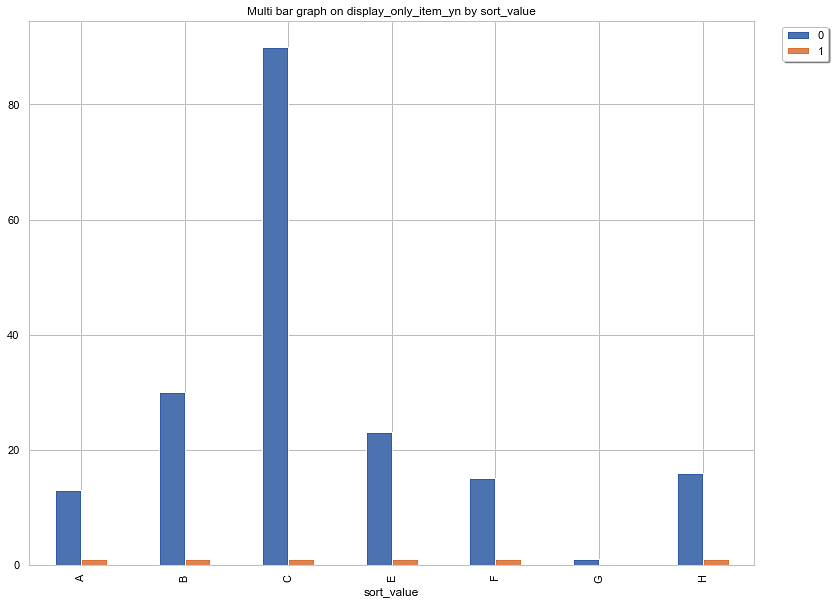 Multi bar graph on display_only_item_yn by sort_value
0
1
80
60
40
20
0
A
B
C
E
F
G
H
sort_value